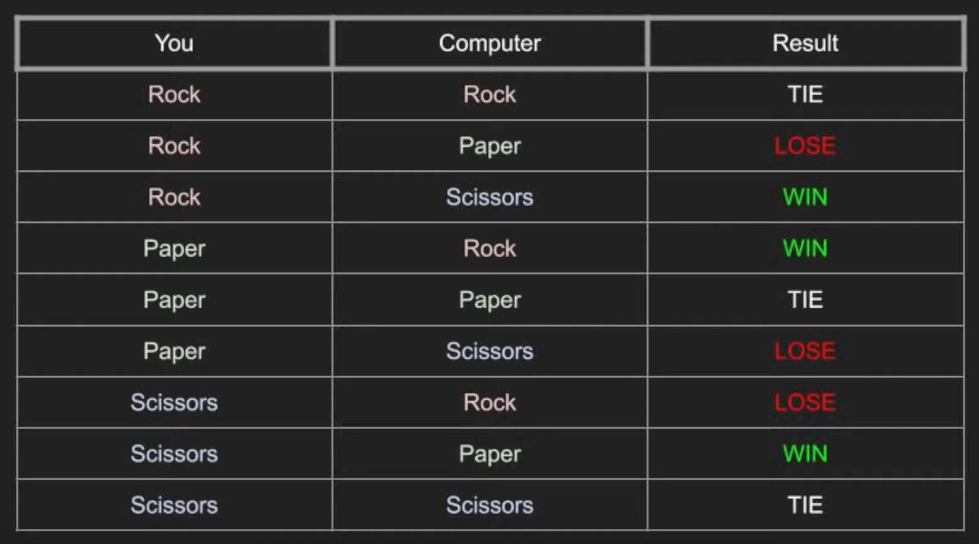 You Computer Result
Rock Rock TIE
Rock Paper LOSE
Rock Scissors WIN
Paper Rock WIN
Paper Paper TIE
Paper Scissors LOSE
Scissors Rock LOSE
Scissors Paper WIN
Scissors Scissors TIE